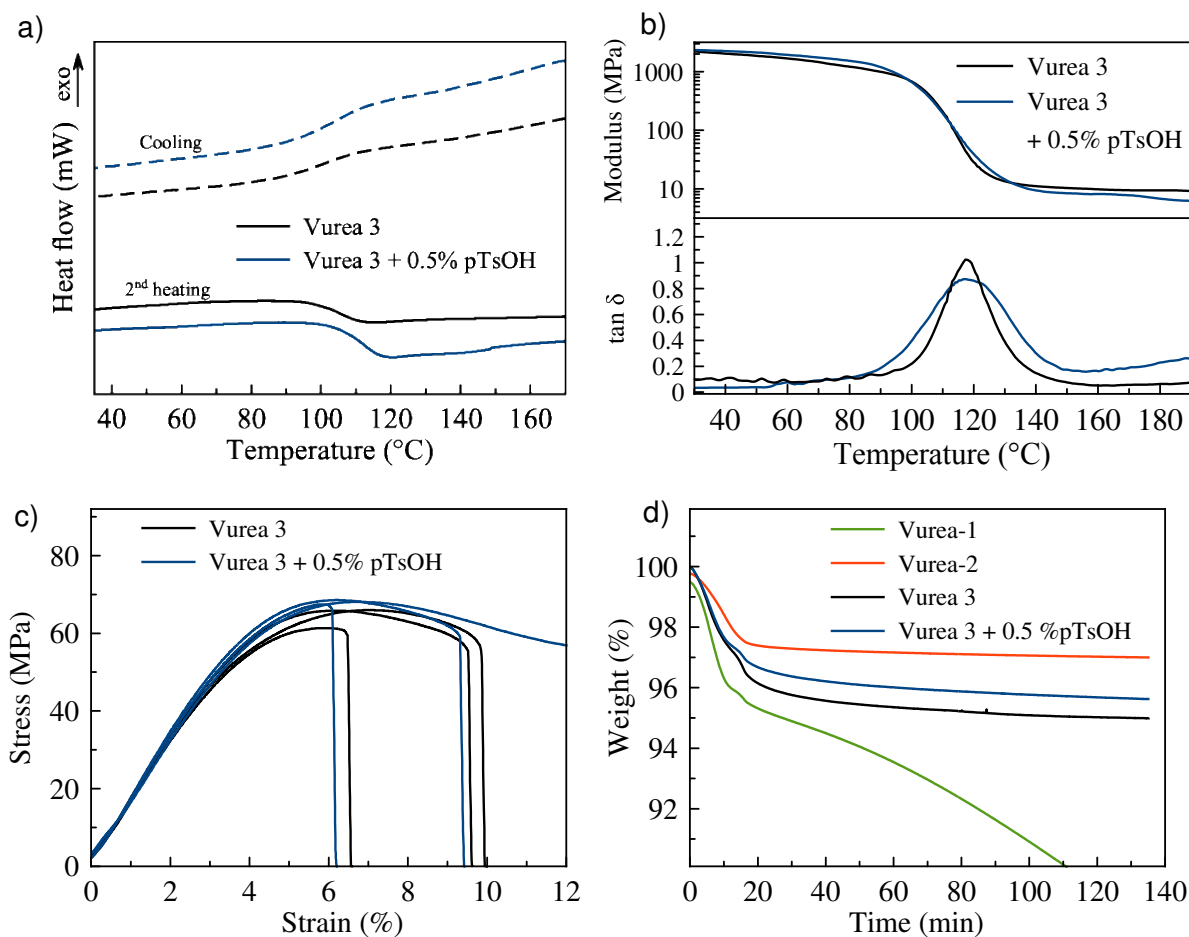 a)
Heat flow (mW)
exo
Cooling
Vurea 3
Vurea 3 + 0.5% pTsOH
2nd heating
40 60 80 100 120 140 160
Temperature (°C)
b)
Modulus (MPa)
1000
100
10
Vurea 3
Vurea 3
+ 0.5% pTsOH
tan δ
1.2
1
0.8
0.6
0.4
0.2
0
40 60 80 100 120 140 160 180
Temperature (°C)
c)
Stress (MPa)
Vurea 3
Vurea 3 + 0.5% pTsOH
80
60
40
20
0
0 2 4 6 8 10 12
Strain (%)
d)
Weight (%)
Vurea-1
Vurea-2
Vurea 3
Vurea 3 + 0.5 %pTsOH
100
98
96
94
92
0 20 40 60 80 100 120 140
Time (min)